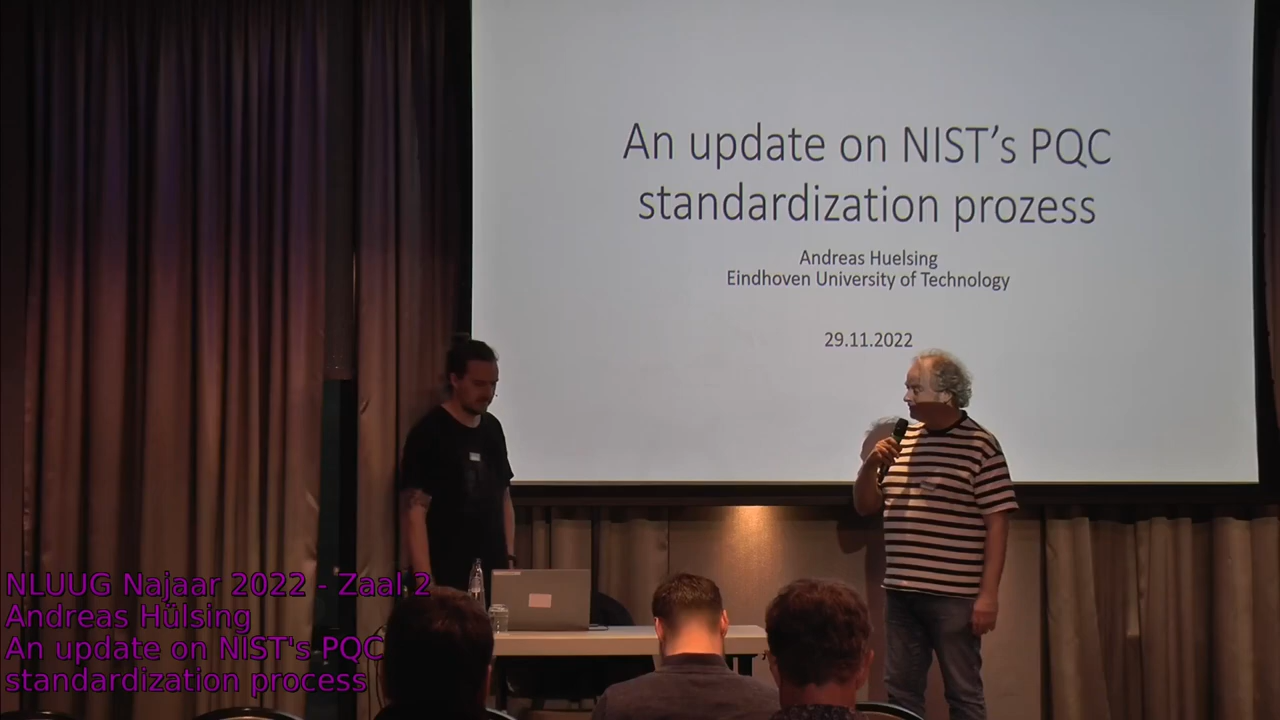 An update on NIST's PQC
standardization prozess
Andreas Huelsing
Eindhoven University of Technology
29.11.2022
NLUUG Najaar 2022 - Zaal 2
Andreas Hülsing
An update on NIST's PQC
standardization process